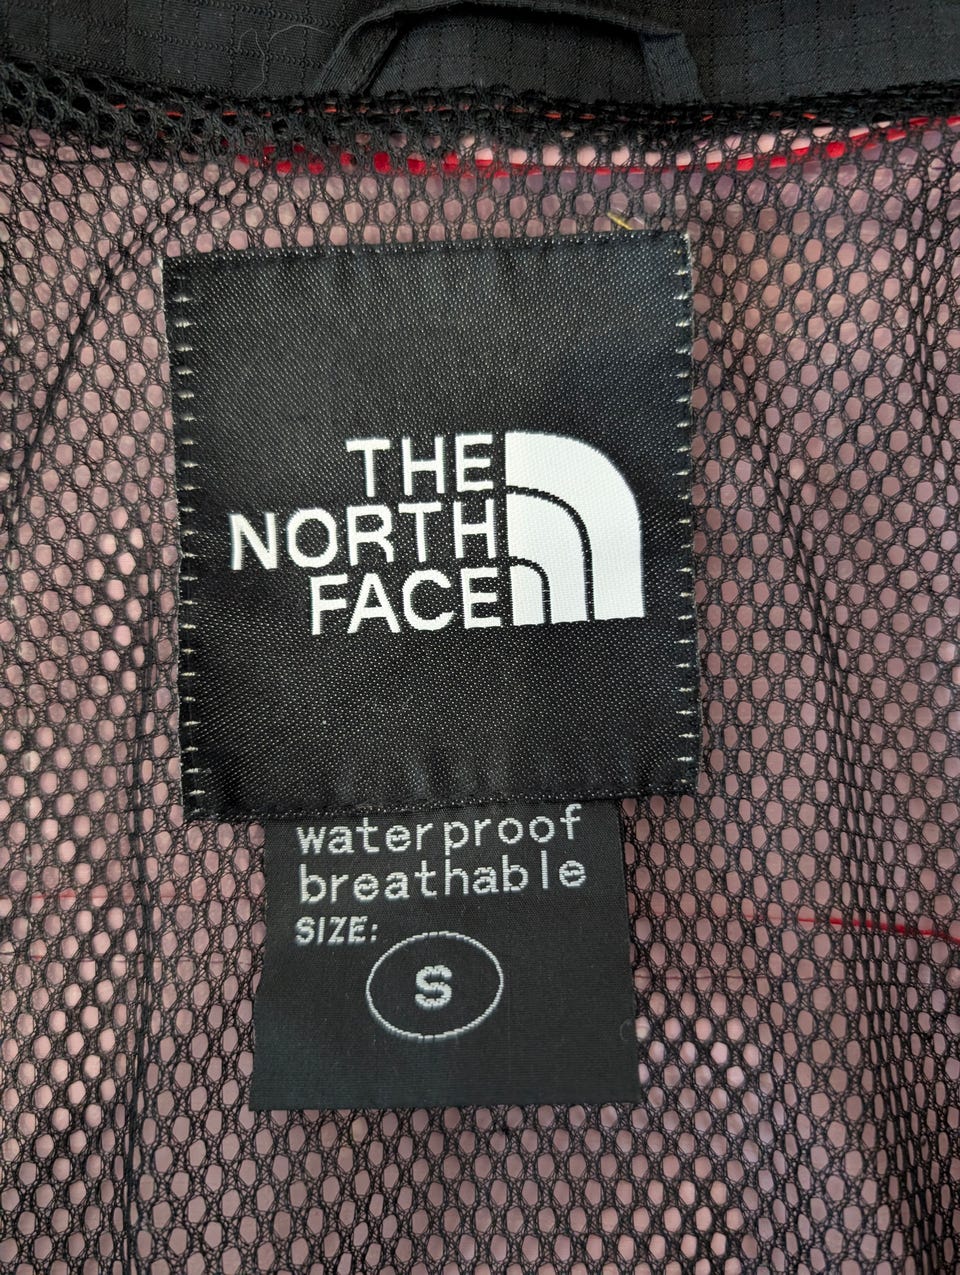 THE
NORTH
FACE
waterproof
breathable
SIZE:
S